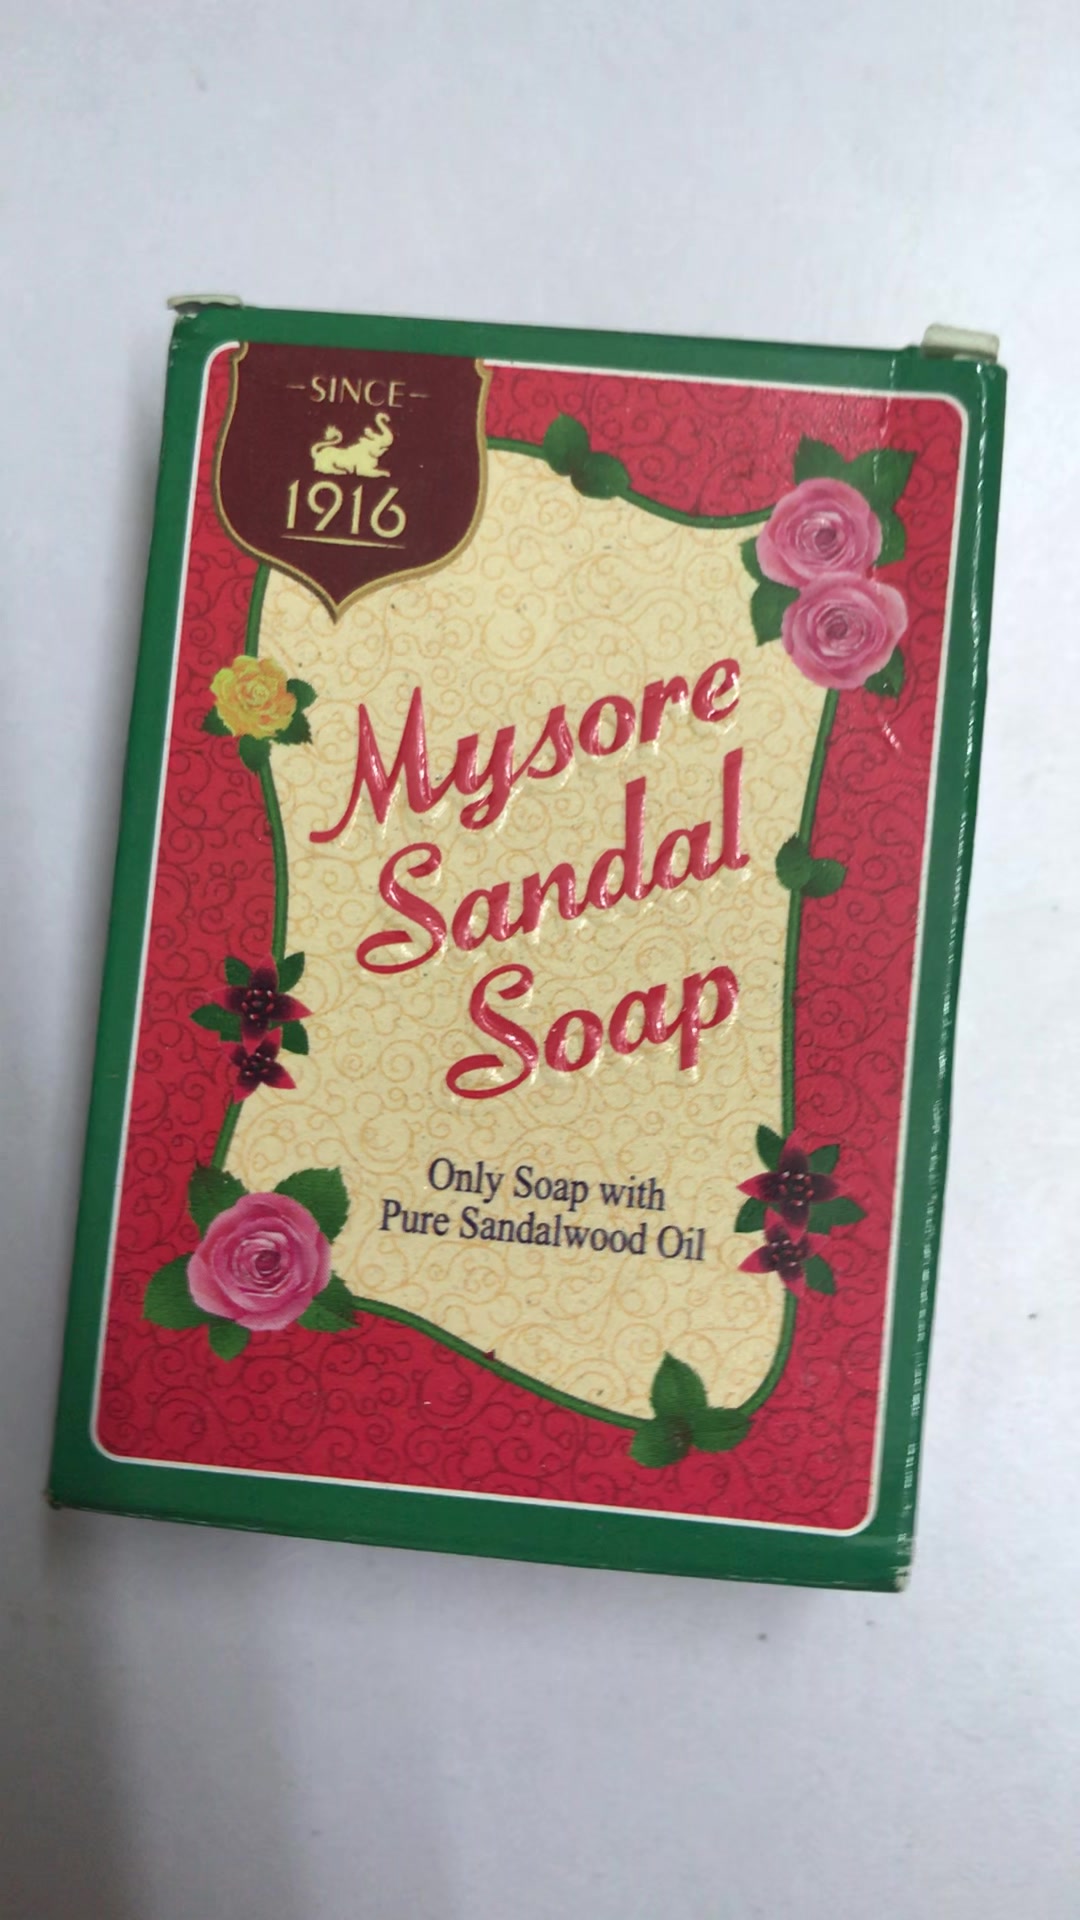 -SINCE-
1916
Mysore
Sandal
Soap
Only Soap with
Pure Sandalwood Oil